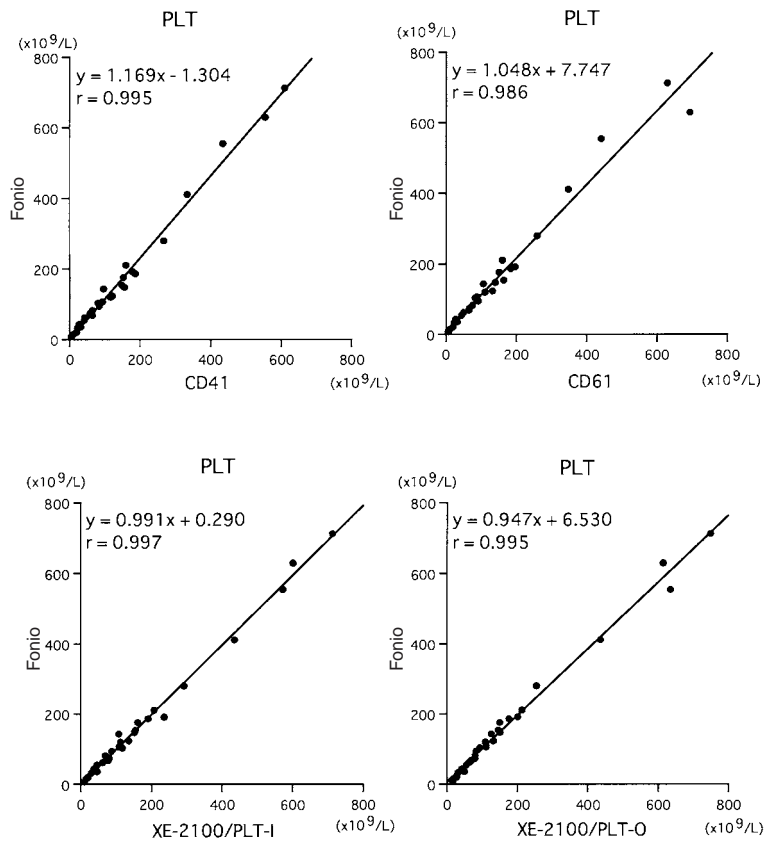 PLT
(x10⁹/L)
800
600
400
200
0
y = 1.169x - 1.304
r = 0.995
Fonio
0 200 400 600 800
CD41 (x10⁹/L)
PLT
(x10⁹/L)
800
600
400
200
0
y = 1.048x + 7.747
r = 0.986
Fonio
0 200 400 600 800
CD61 (x10⁹/L)
PLT
(x10⁹/L)
800
600
400
200
0
y = 0.991x + 0.290
r = 0.997
Fonio
0 200 400 600 800
XE-2100/PLT-I (x10⁹/L)
PLT
(x10⁹/L)
800
600
400
200
0
y = 0.947x + 6.530
r = 0.995
Fonio
0 200 400 600 800
XE-2100/PLT-O (x10⁹/L)